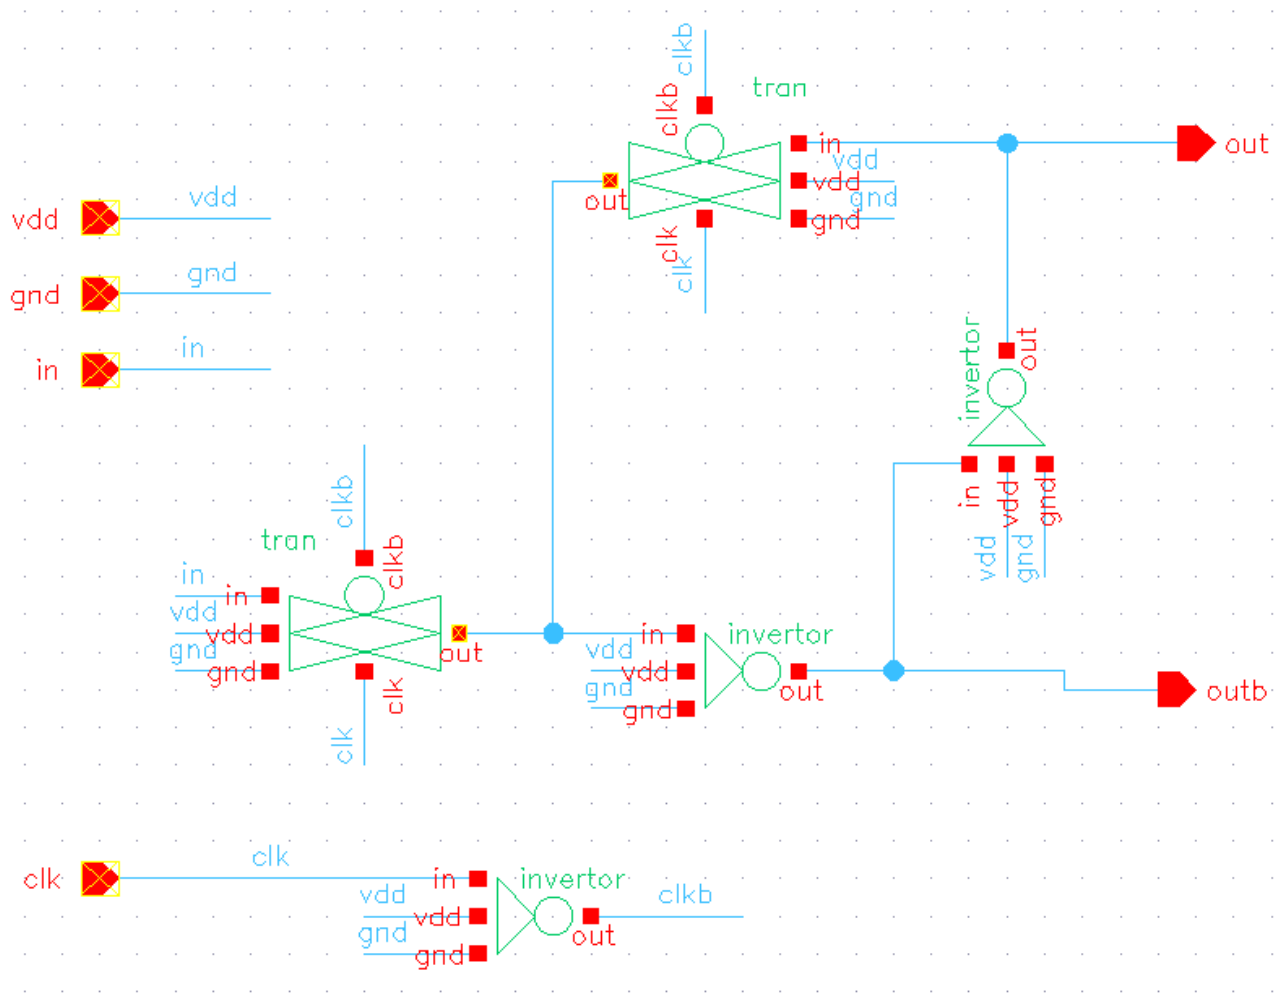 clkb
clkb
tran
in
out
vdd
vdd
vdd
vdd
out
gnd
gnd
clk
clk
gnd
gnd
in
in
invertor
out
clkb
clkb
tran
in
vdd
gnd
vdd
gnd
in
in
vdd
vdd
gnd
gnd
out
clk
clk
in
invertor
vdd
vdd
gnd
gnd
out
outb
clk
clk
in
invertor
vdd
vdd
clkb
gnd
gnd
out